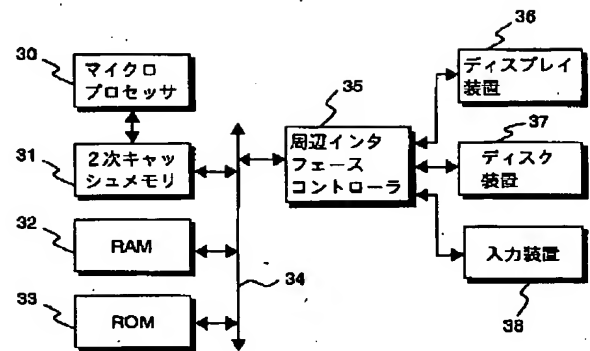 30
マイクロ
プロセッサ
31
2次キャッ
シュメモリ
32
RAM
33
ROM
34
35
周辺インタ
フェース
コントローラ
36
ディスプレイ
装置
37
ディスク
装置
入力装置
38